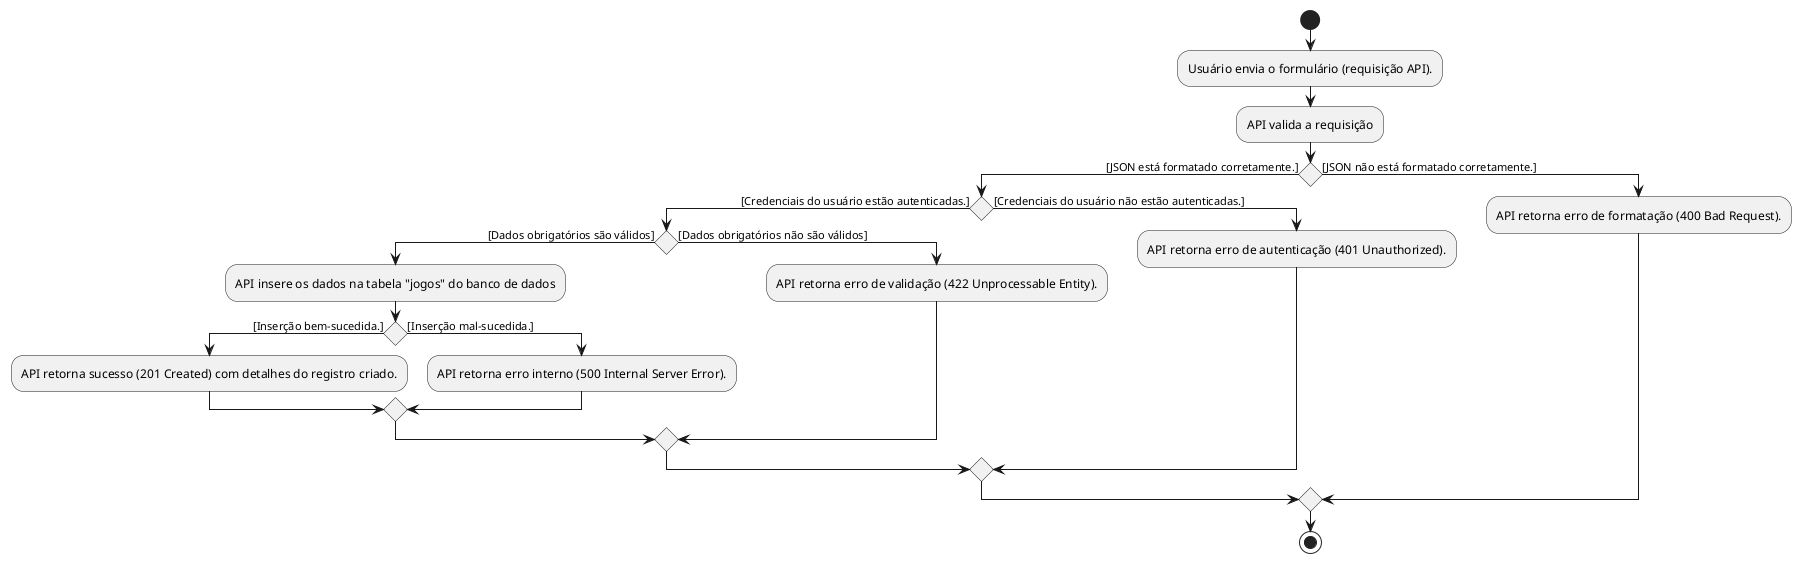 Usuário envia o formulário (requisição API).
API valida a requisição
[JSON está formatado corretamente.]
[JSON não está formatado corretamente.]
[Credenciais do usuário estão autenticadas.]
[Credenciais do usuário não estão autenticadas.]
API retorna erro de formatação (400 Bad Request).
[Dados obrigatórios são válidos]
[Dados obrigatórios não são válidos]
API retorna erro de autenticação (401 Unauthorized).
API insere os dados na tabela "jogos" do banco de dados
API retorna erro de validação (422 Unprocessable Entity).
[Inserção bem-sucedida.]
[Inserção mal-sucedida.]
API retorna sucesso (201 Created) com detalhes do registro criado.
API retorna erro interno (500 Internal Server Error).